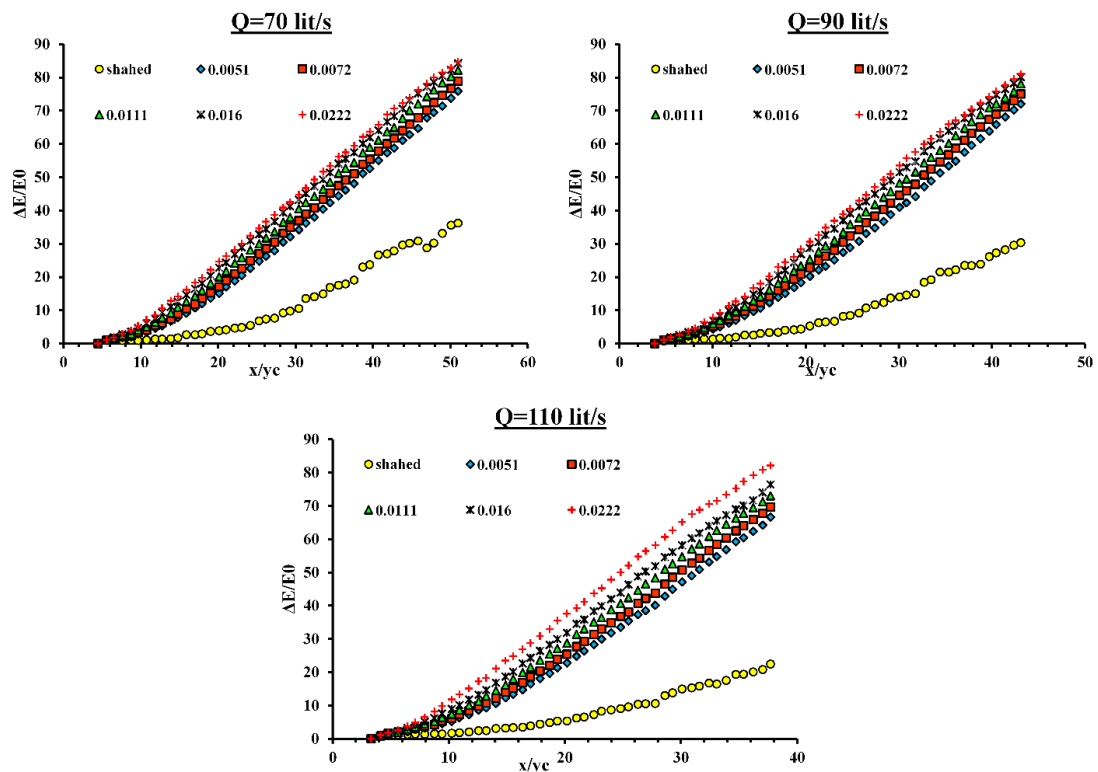 Q=70 lit/s
90
80
70
60
50
40
30
20
10
0
ΔE/E0
shahed 0.0051 0.0072
0.0111 0.016 0.0222
0 10 20 30 40 50 60
x/yc
Q=90 lit/s
90
80
70
60
50
40
30
20
10
0
ΔE/E0
shahed 0.0051 0.0072
0.0111 0.016 0.0222
0 10 20 30 40 50
x/yc
Q=110 lit/s
90
80
70
60
50
40
30
20
10
0
ΔE/E0
shahed 0.0051 0.0072
0.0111 0.016 0.0222
0 10 20 30 40
x/yc